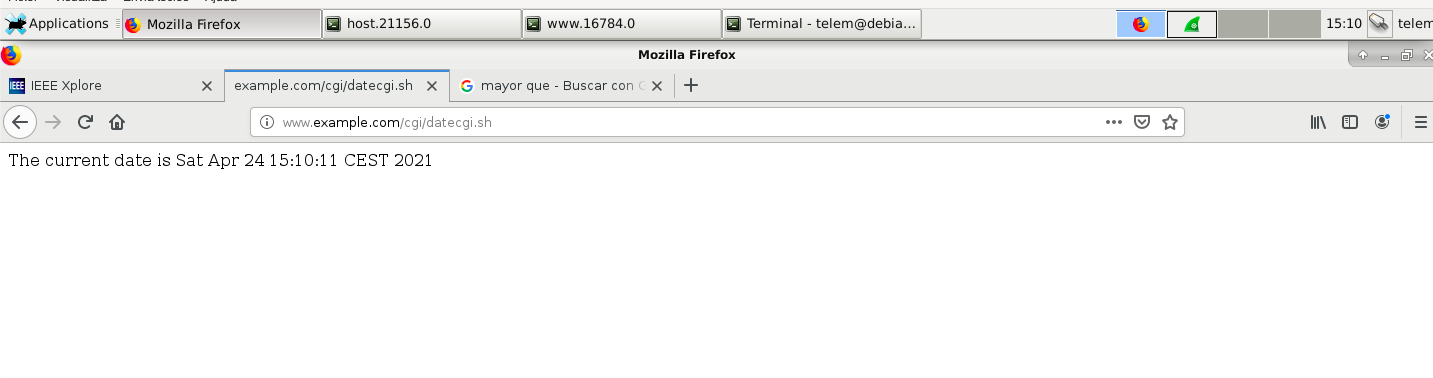 Applications Mozilla Firefox host.21156.0 www.16784.0 Terminal - telem@debia... 15:10 telem
Mozilla Firefox
IEEE IEEE Xplore example.com/cgi/datecgi.sh mayor que - Buscar con G
www.example.com/cgi/datecgi.sh
The current date is Sat Apr 24 15:10:11 CEST 2021